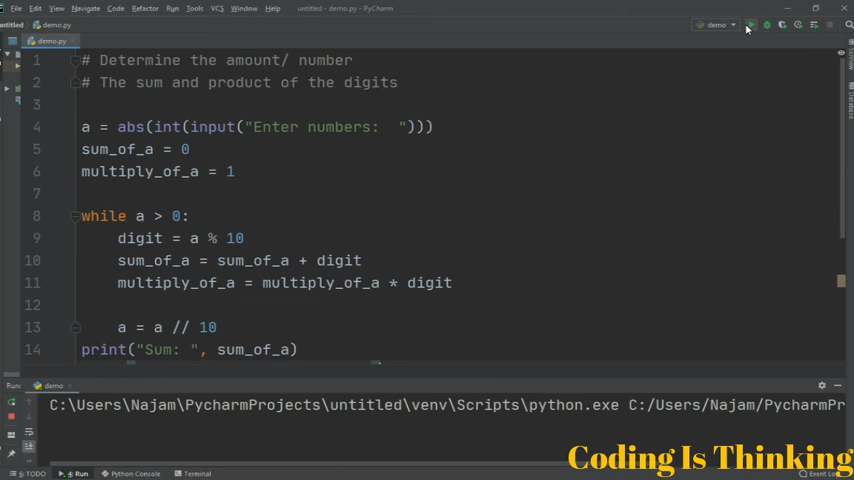 File Edit View Navigate Code Refactor Run Tools VCS Window Help untitled - demo.py - PyCharm
untitled demo.py
demo
demo.py
1 # Determine the amount/ number
2 # The sum and product of the digits
3
4 a = abs(int(input("Enter numbers:  ")))
5 sum_of_a = 0
6 multiply_of_a = 1
7
8 while a > 0:
9 digit = a % 10
10 sum_of_a = sum_of_a + digit
11 multiply_of_a = multiply_of_a * digit
12
13 a = a // 10
14 print("Sum: ", sum_of_a)
Database
Run: demo
C:\Users\Najam\PycharmProjects\untitled\venv\Scripts\python.exe C:/Users/Najam/PycharmPr
Coding Is Thinking
6: TODO 4: Run Python Console Terminal Event Log